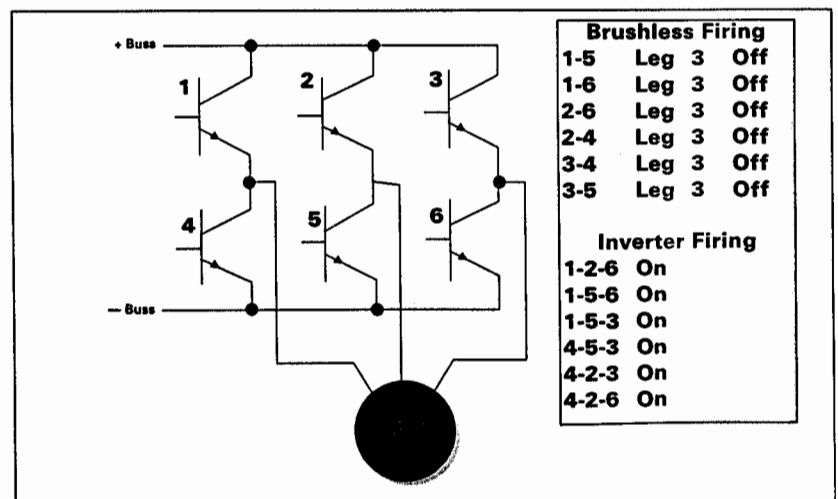 + Buss
1
2
3
4
5
6
— Buss
Brushless Firing
1-5 Leg 3 Off
1-6 Leg 3 Off
2-6 Leg 3 Off
2-4 Leg 3 Off
3-4 Leg 3 Off
3-5 Leg 3 Off
Inverter Firing
1-2-6 On
1-5-6 On
1-5-3 On
4-5-3 On
4-2-3 On
4-2-6 On